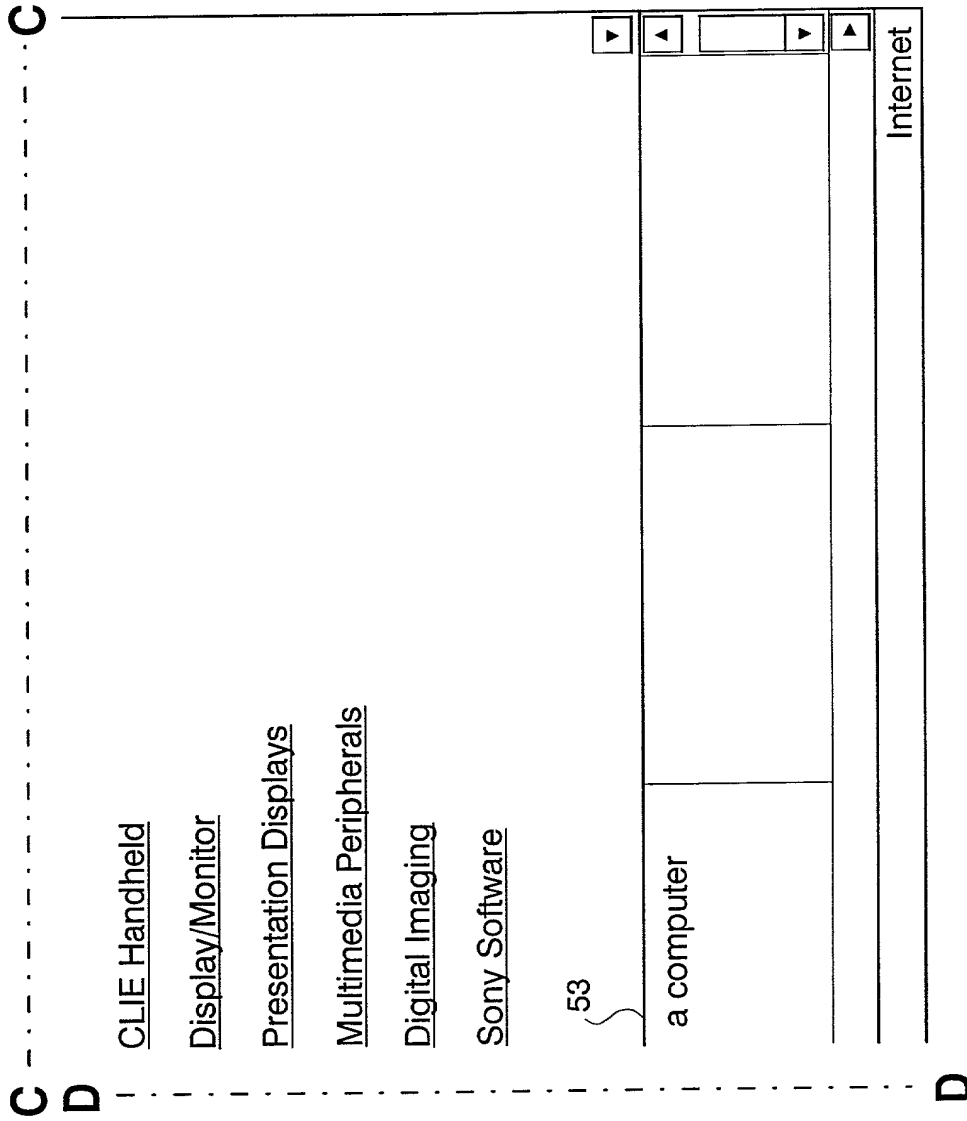 C C
D
CLIE Handheld
Display/Monitor
Presentation Displays
Multimedia Peripherals
Digital Imaging
Sony Software
53
a computer
Internet
D